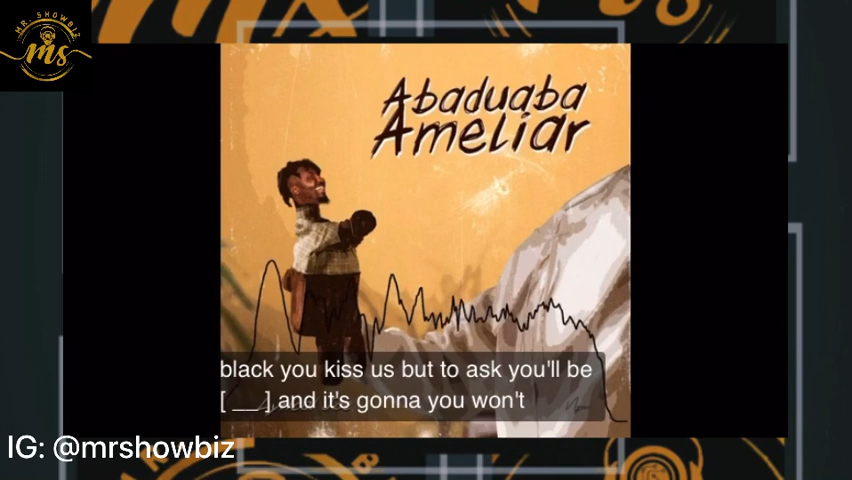 MR. SHOWBIZ
ms
Abaduaba
Ameliar
black you kiss us but to ask you'll be
[ __ ] and it's gonna you won't
IG: @mrshowbiz